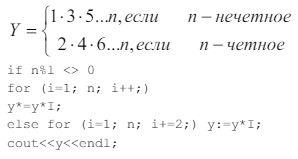 Y = { 1·3·5...n, если n – нечетное
2·4·6...n, если n – четное
if n%1 <> 0
for (i=1; n; i++;)
y*=y*I;
else for (i=1; n; i+=2;) y:=y*I;
cout<<y<<endl;